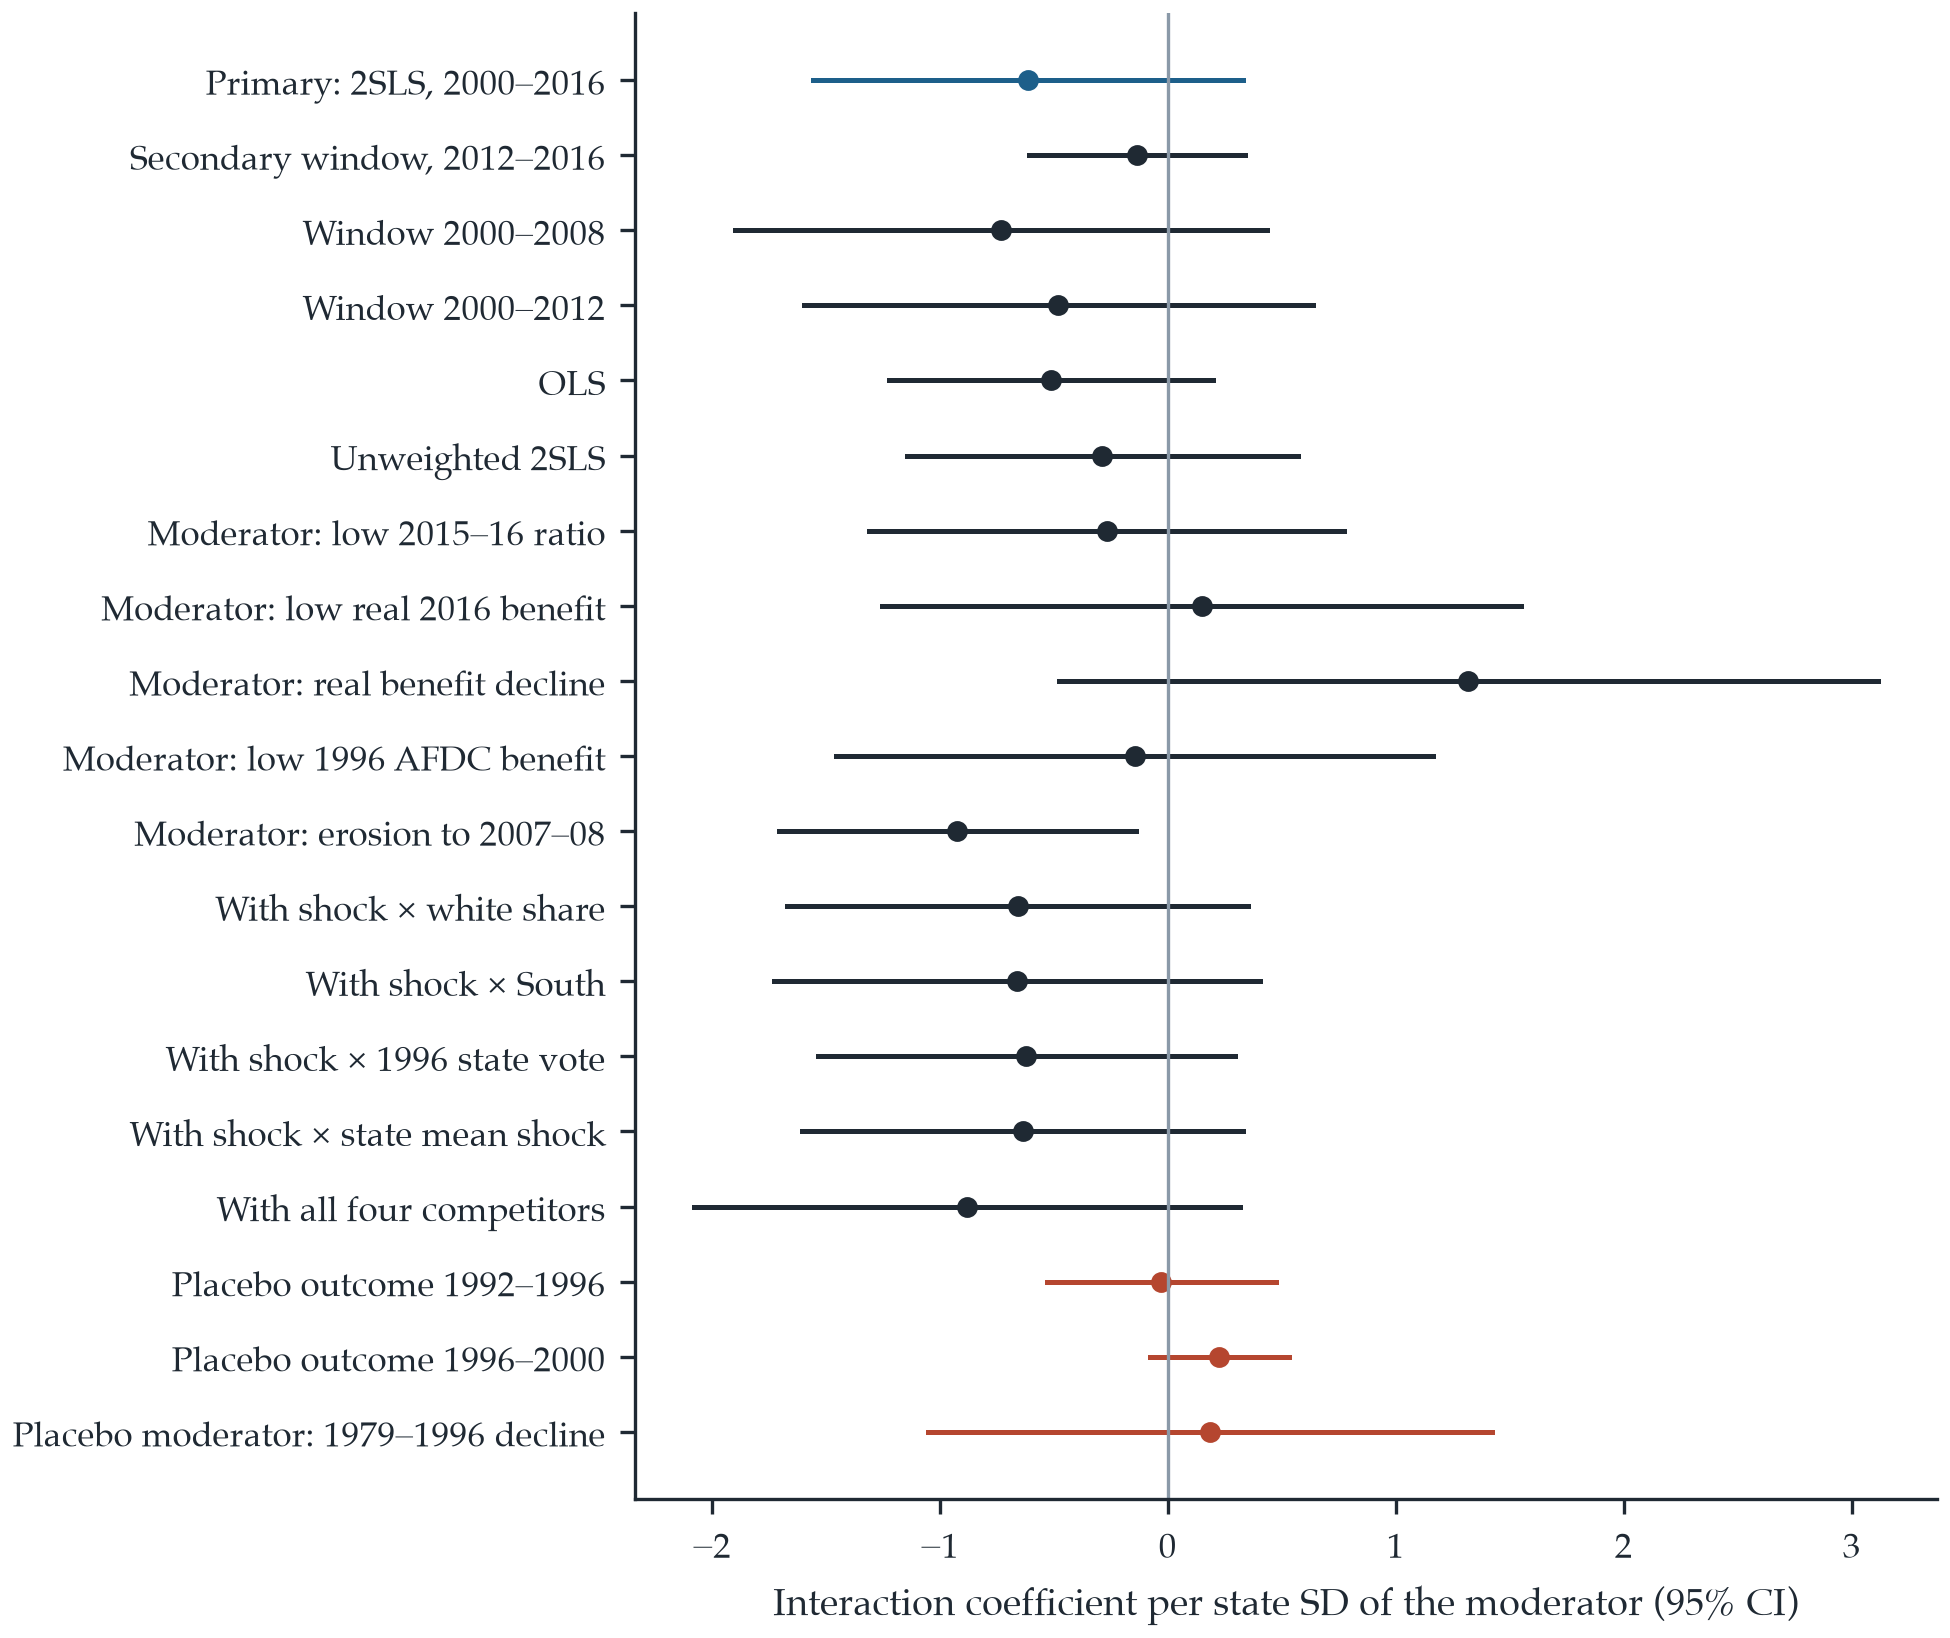 Primary: 2SLS, 2000–2016
Secondary window, 2012–2016
Window 2000–2008
Window 2000–2012
OLS
Unweighted 2SLS
Moderator: low 2015–16 ratio
Moderator: low real 2016 benefit
Moderator: real benefit decline
Moderator: low 1996 AFDC benefit
Moderator: erosion to 2007–08
With shock × white share
With shock × South
With shock × 1996 state vote
With shock × state mean shock
With all four competitors
Placebo outcome 1992–1996
Placebo outcome 1996–2000
Placebo moderator: 1979–1996 decline
−2 −1 0 1 2 3
Interaction coefficient per state SD of the moderator (95% CI)